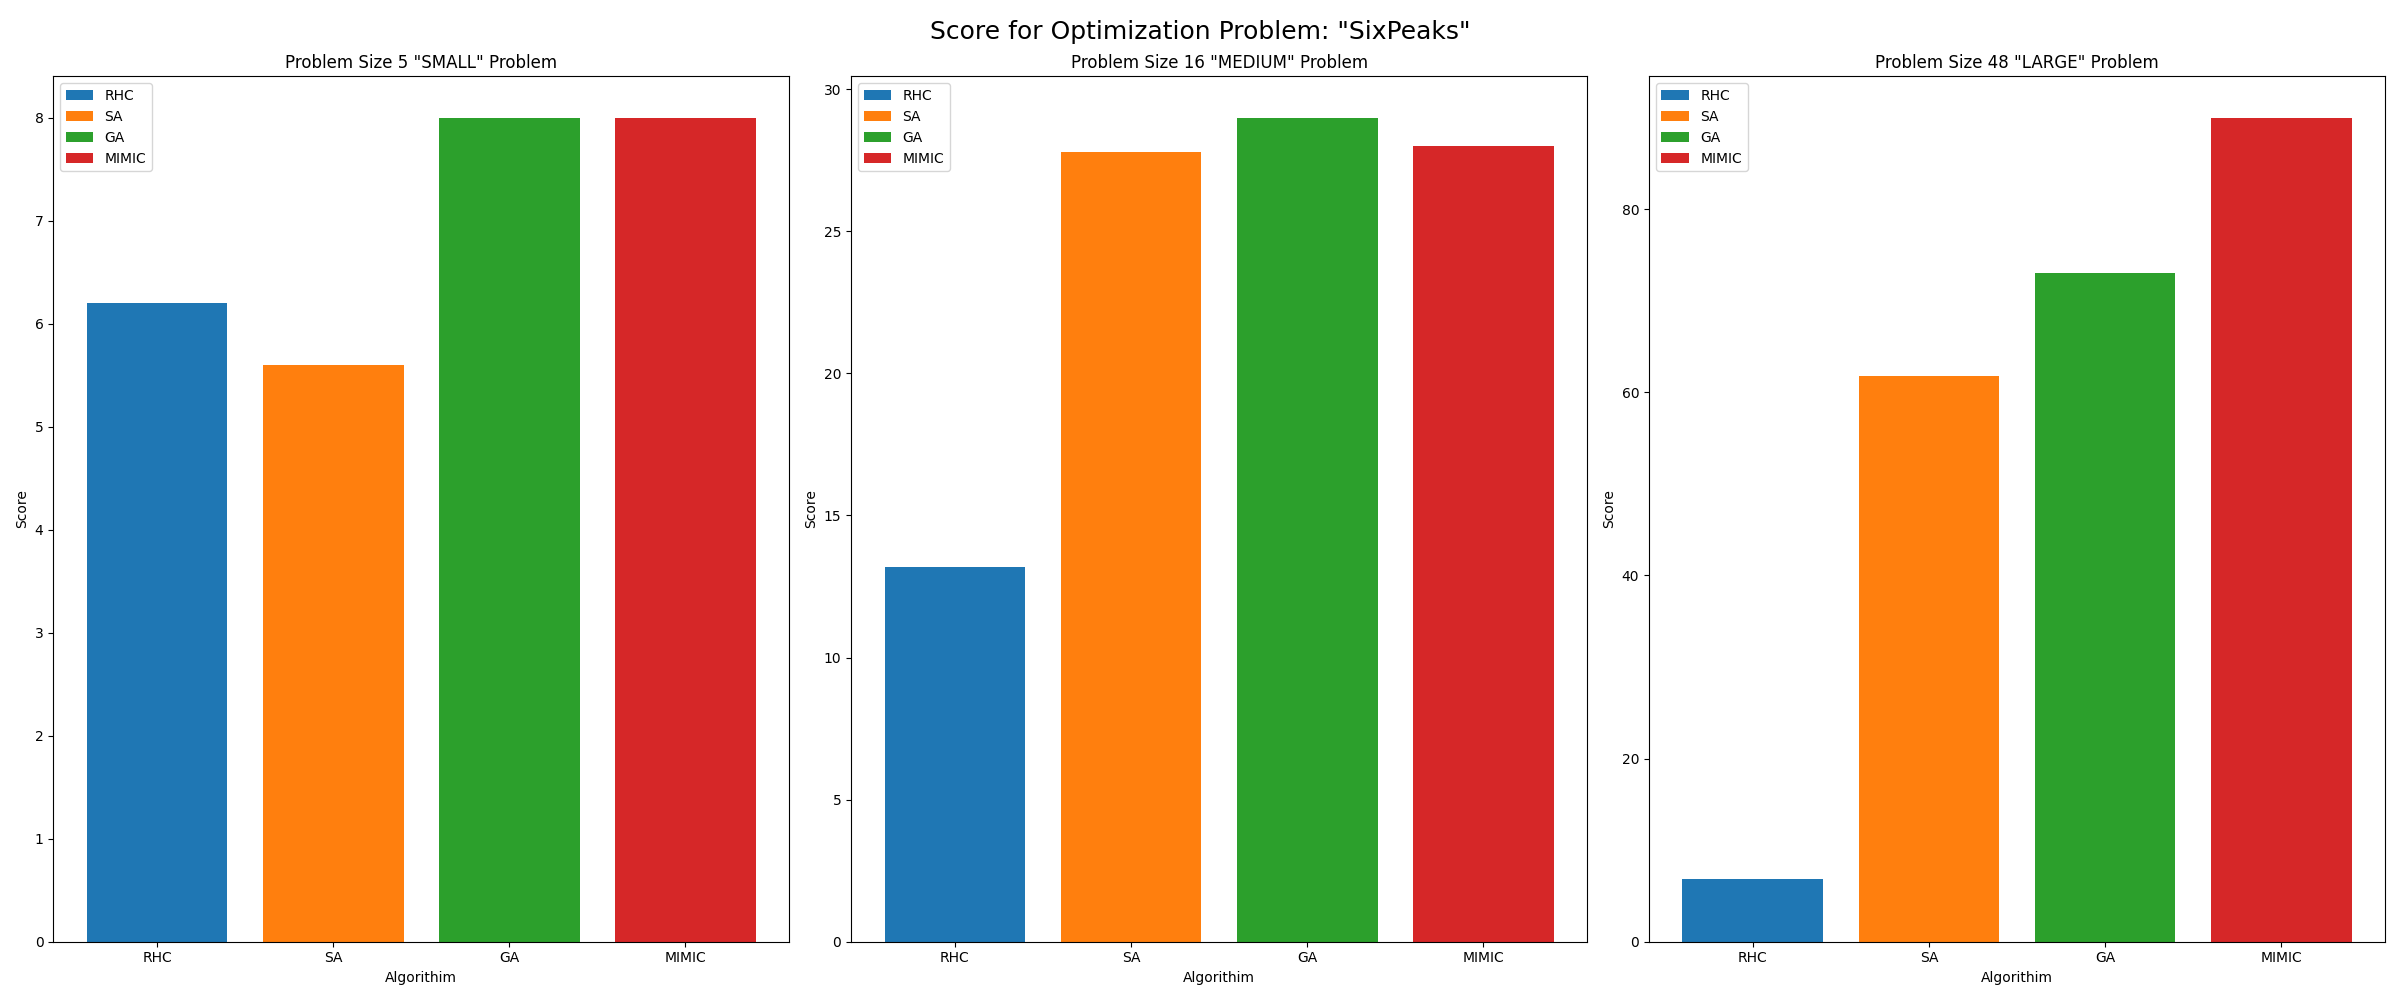 Score for Optimization Problem: "SixPeaks"
Problem Size 5 "SMALL" Problem
RHC
SA
GA
MIMIC
8
7
6
5
4
3
2
1
0
Score
RHC SA GA MIMIC
Algorithim
Problem Size 16 "MEDIUM" Problem
RHC
SA
GA
MIMIC
30
25
20
15
10
5
0
Score
RHC SA GA MIMIC
Algorithim
Problem Size 48 "LARGE" Problem
RHC
SA
GA
MIMIC
80
60
40
20
0
Score
RHC SA GA MIMIC
Algorithim